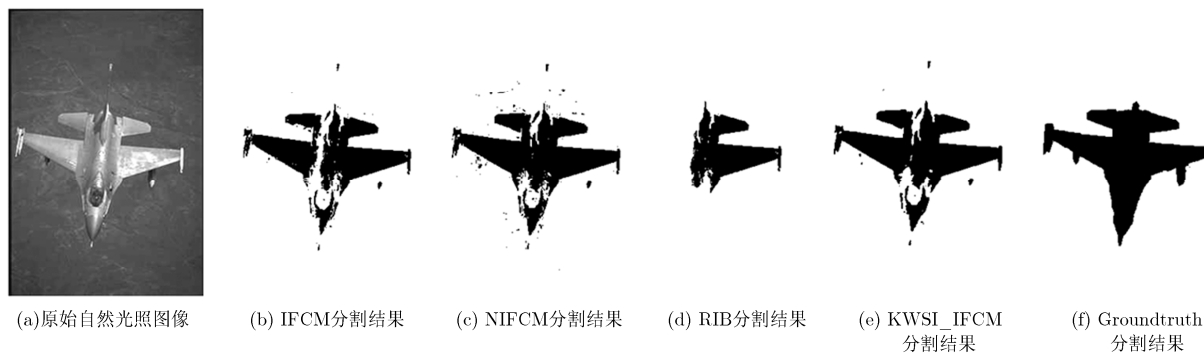 (a)原始自然光照图像
(b) IFCM分割结果
(c) NIFCM分割结果
(d) RIB分割结果
(e) KWSI_IFCM
分割结果
(f) Groundtruth
分割结果